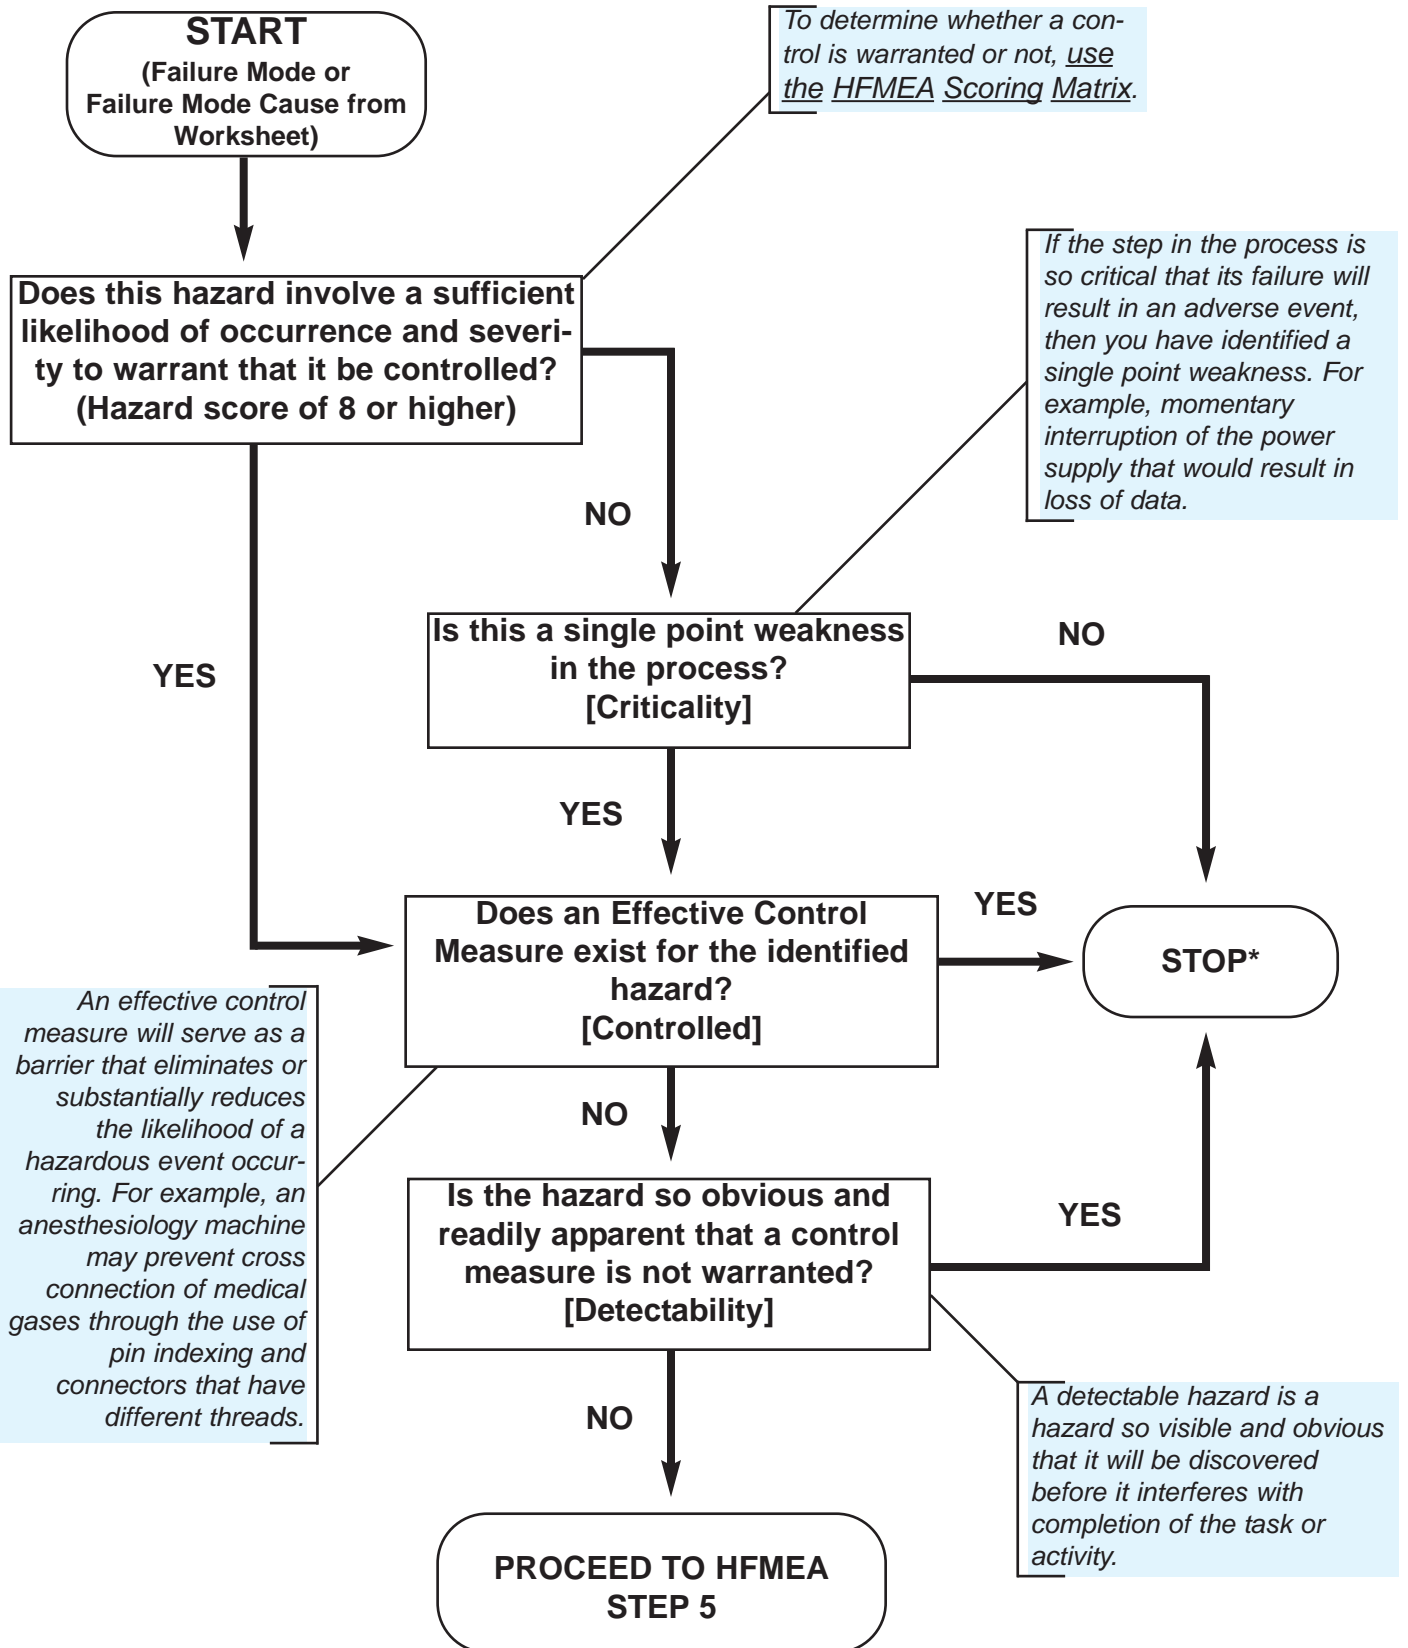 START
(Failure Mode or
Failure Mode Cause from
Worksheet)
To determine whether a con-
trol is warranted or not, use
the HFMEA Scoring Matrix.
Does this hazard involve a sufficient
likelihood of occurrence and severi-
ty to warrant that it be controlled?
(Hazard score of 8 or higher)
If the step in the process is
so critical that its failure will
result in an adverse event,
then you have identified a
single point weakness. For
example, momentary
interruption of the power
supply that would result in
loss of data.
NO
YES
Is this a single point weakness
in the process?
[Criticality]
NO
YES
Does an Effective Control
Measure exist for the identified
hazard?
[Controlled]
YES
STOP*
An effective control
measure will serve as a
barrier that eliminates or
substantially reduces
the likelihood of a
hazardous event occur-
ring. For example, an
anesthesiology machine
may prevent cross
connection of medical
gases through the use of
pin indexing and
connectors that have
different threads.
NO
Is the hazard so obvious and
readily apparent that a control
measure is not warranted?
[Detectability]
YES
A detectable hazard is a
hazard so visible and obvious
that it will be discovered
before it interferes with
completion of the task or
activity.
NO
PROCEED TO HFMEA
STEP 5